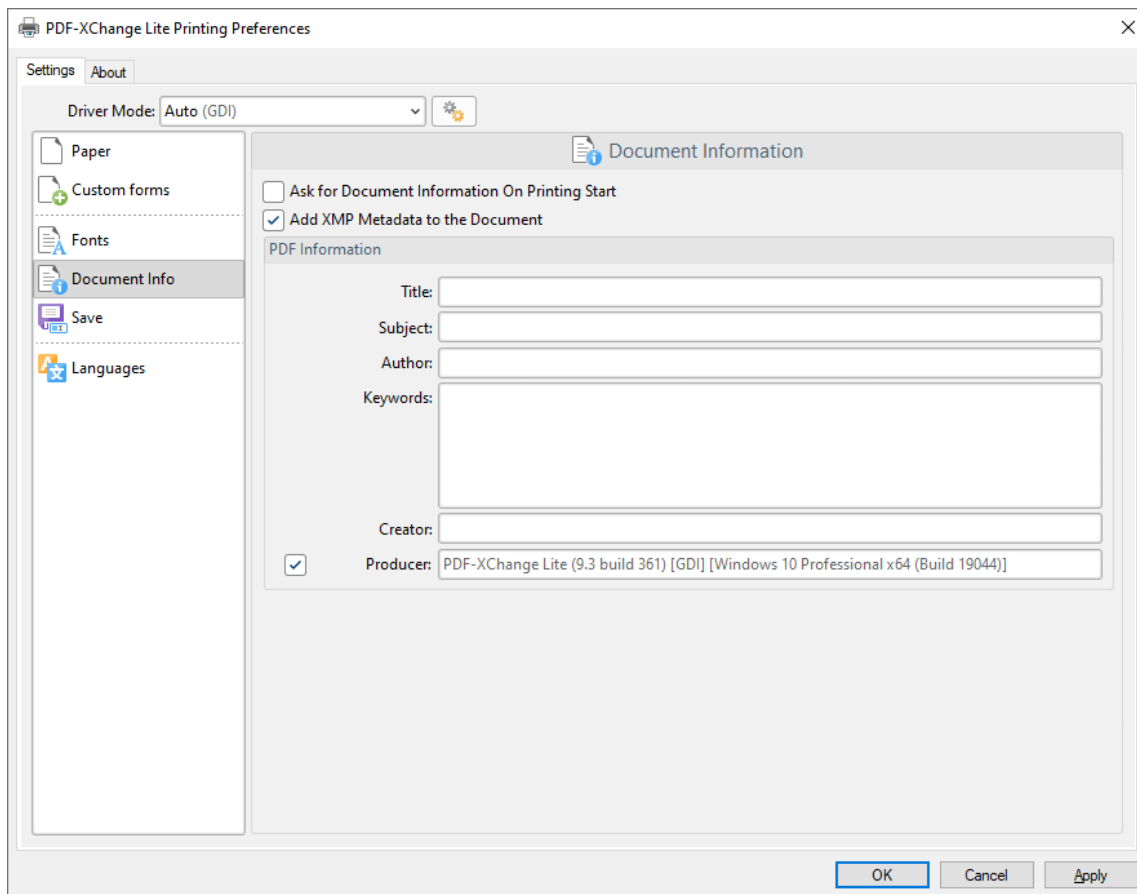 PDF-XChange Lite Printing Preferences
Settings About
Driver Mode: Auto (GDI)
Paper
Custom forms
Fonts
Document Info
Save
Languages
Document Information
Ask for Document Information On Printing Start
Add XMP Metadata to the Document
PDF Information
Title:
Subject:
Author:
Keywords:
Creator:
Producer: PDF-XChange Lite (9.3 build 361) [GDI] [Windows 10 Professional x64 (Build 19044)]
OK Cancel Apply